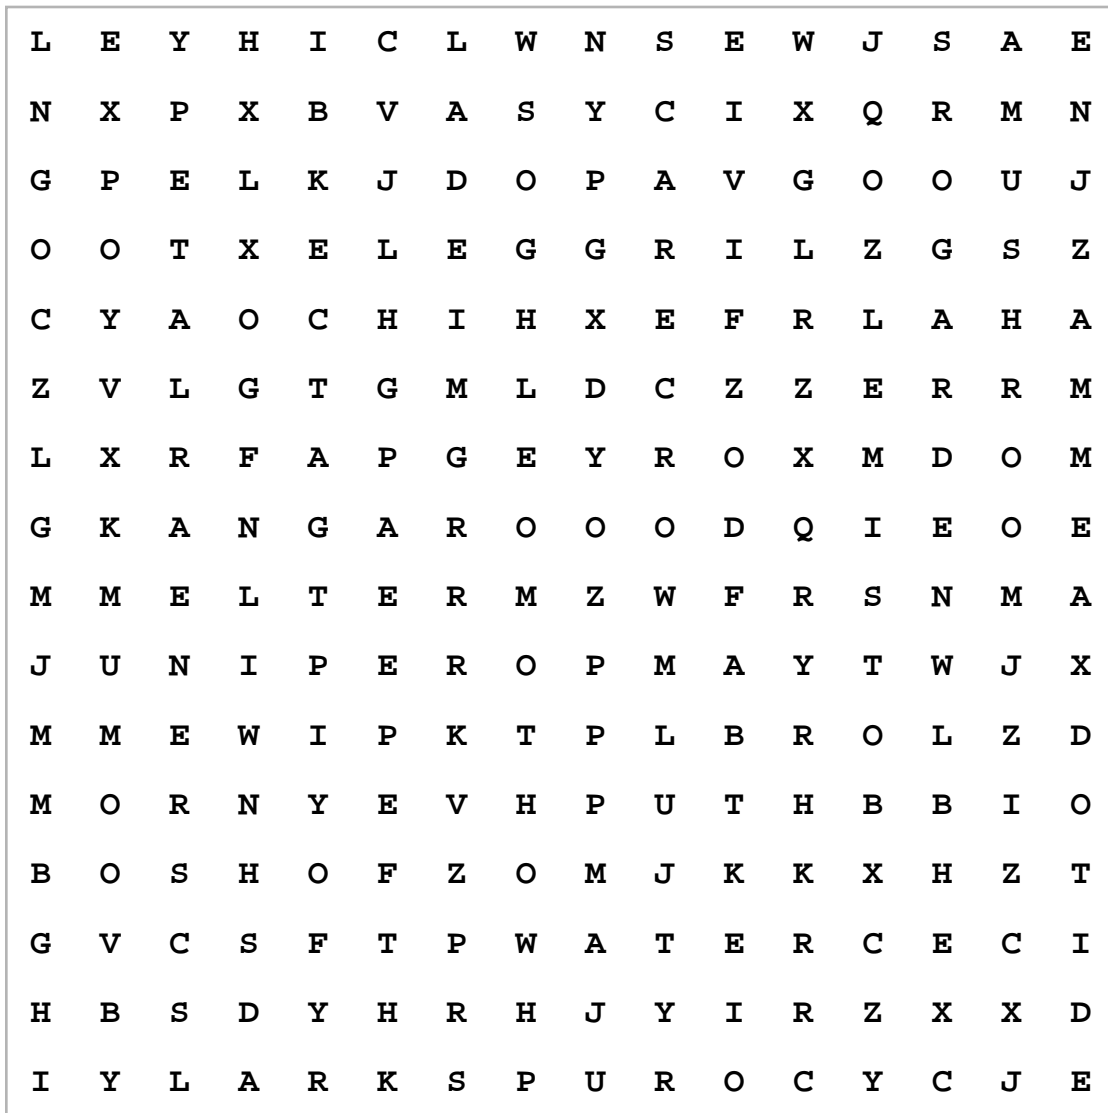 L E Y H I C L W N S E W J S A E
N X P X B V A S Y C I X Q R M N
G P E L K J D O P A V G O O U J
O O T X E L E G G R I L Z G S Z
C Y A O C H I H X E F R L A H A
Z V L G T G M L D C Z Z E R R M
L X R F A P G E Y R O X M D O M
G K A N G A R O O O D Q I E O E
M M E L T E R M Z W F R S N M A
J U N I P E R O P M A Y T W J X
M M E W I P K T P L B R O L Z D
M O R N Y E V H P U T H B B I O
B O S H O F Z O M J K K X H Z T
G V C S F T P W A T E R C E C I
H B S D Y H R H J Y I R Z X X D
I Y L A R K S P U R O C Y C J E